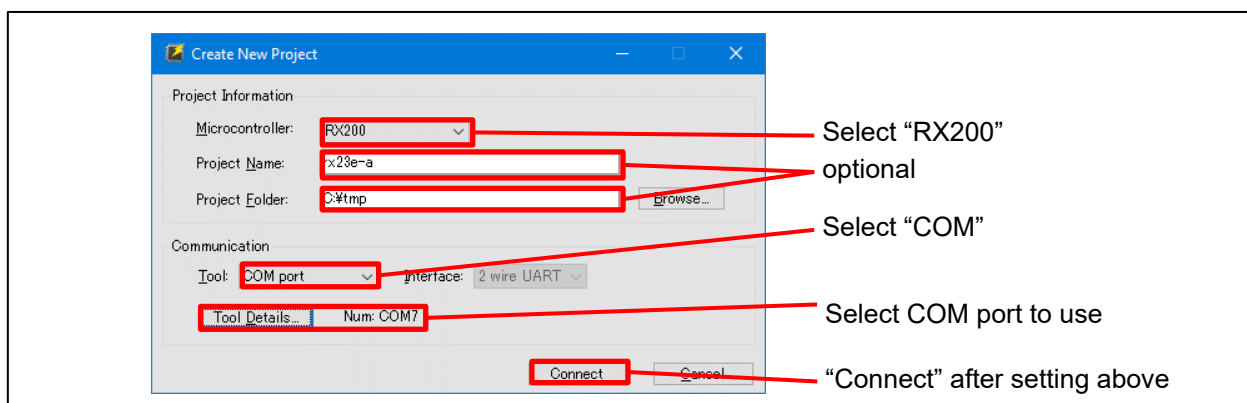 Create New Project
Project Information
Microcontroller: RX200
Select “RX200”
Project Name: rx23e-a
optional
Project Folder: C:¥tmp Browse...
Select “COM”
Communication
Tool: COM port Interface: 2 wire UART
Tool Details... Num: COM7
Select COM port to use
Connect Cancel
“Connect” after setting above